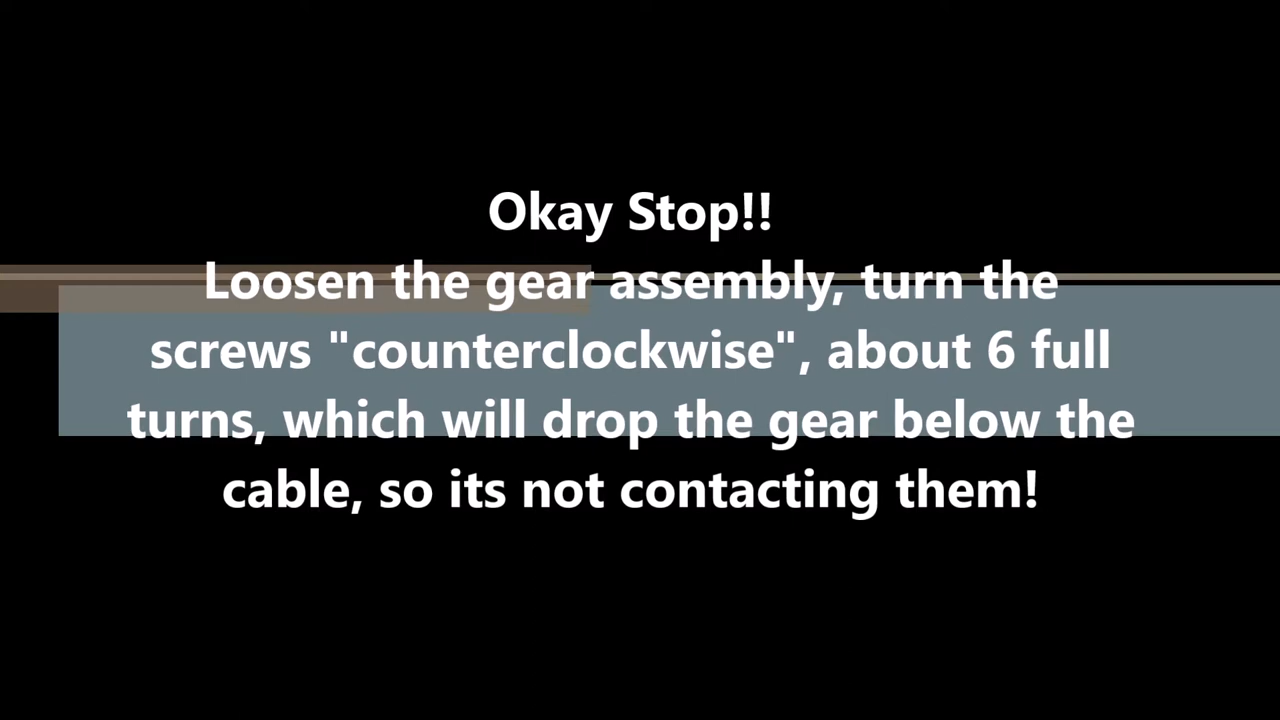 Okay Stop!!
Loosen the gear assembly, turn the
screws "counterclockwise", about 6 full
turns, which will drop the gear below the
cable, so its not contacting them!